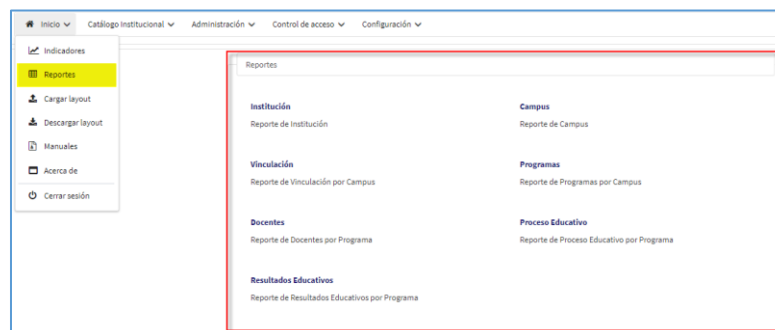 Inicio Catálogo Institucional Administración Control de acceso Configuración
Indicadores
Reportes
Cargar layout
Descargar layout
Manuales
Acerca de
Cerrar sesión
Reportes
Institución
Reporte de Institución
Campus
Reporte de Campus
Vinculación
Reporte de Vinculación por Campus
Programas
Reporte de Programas por Campus
Docentes
Reporte de Docentes por Programa
Proceso Educativo
Reporte de Proceso Educativo por Programa
Resultados Educativos
Reporte de Resultados Educativos por Programa